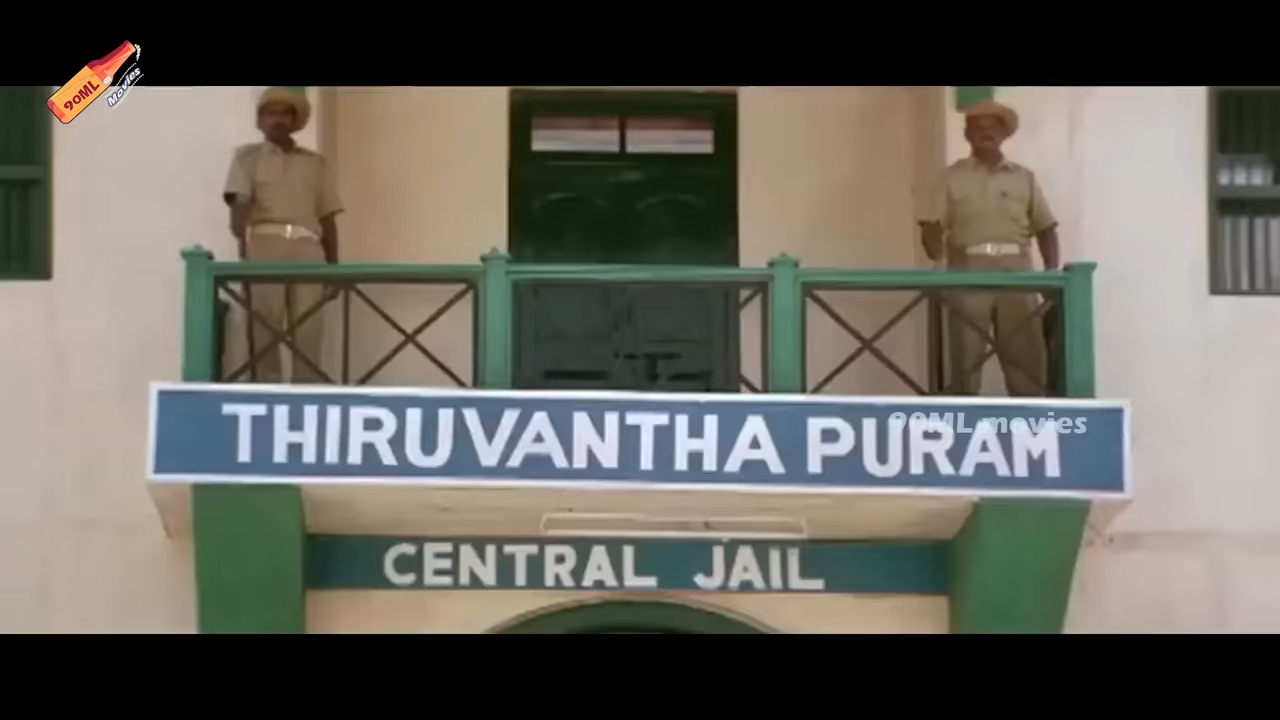 90ML
Movies
THIRUVANTHA PURAM
90ML movies
CENTRAL JAIL